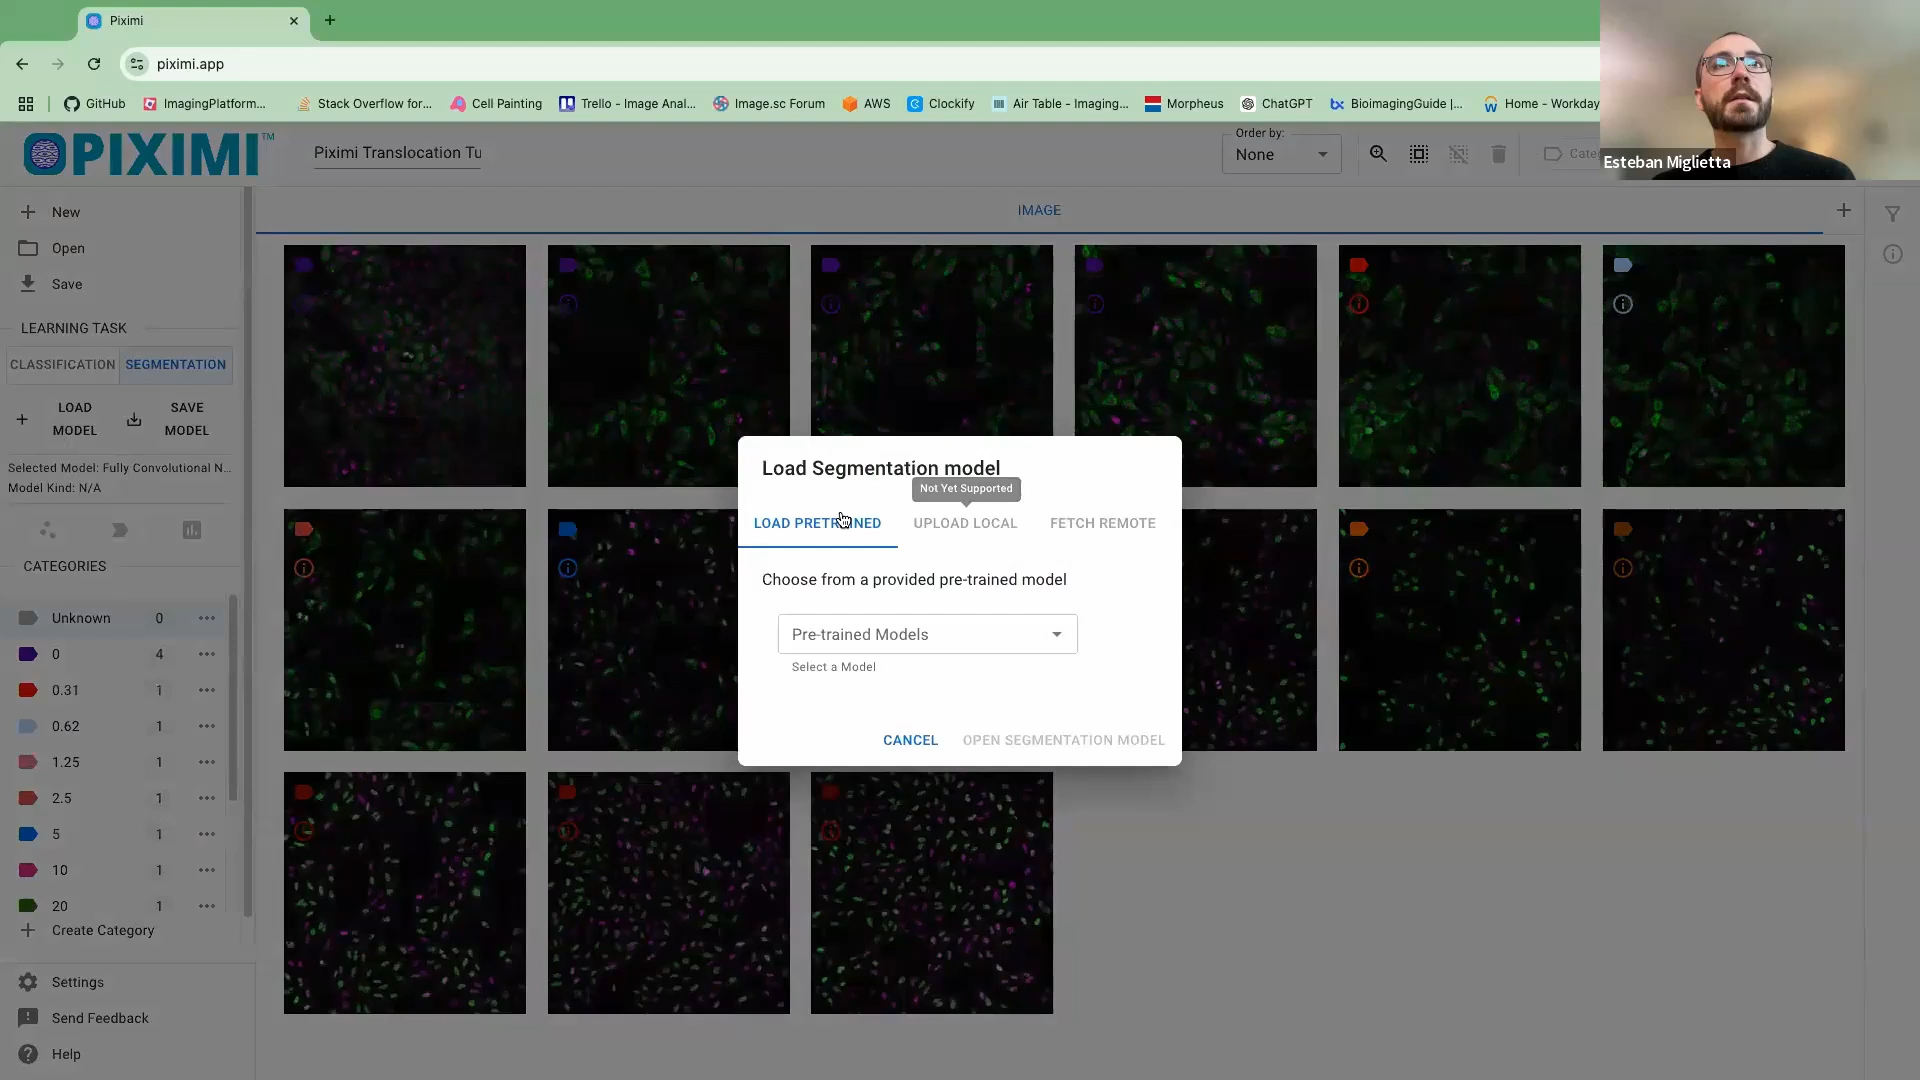 Piximi
piximi.app
GitHub
ImagingPlatform...
Stack Overflow for...
Cell Painting
Trello - Image Anal...
Image.sc Forum
AWS
Clockify
Air Table - Imaging...
Morpheus
ChatGPT
BioimagingGuide |...
Home - Workday
Esteban Miglietta
PIXIMI™
Piximi Translocation Tu
Order by:
None
Cate
New
Open
Save
IMAGE
LEARNING TASK
CLASSIFICATION
SEGMENTATION
LOAD
MODEL
SAVE
MODEL
Selected Model: Fully Convolutional N...
Model Kind: N/A
CATEGORIES
Unknown 0
0 4
0.31 1
0.62 1
1.25 1
2.5 1
5 1
10 1
20 1
Create Category
Settings
Send Feedback
Help
Load Segmentation model
Not Yet Supported
LOAD PRETRAINED
UPLOAD LOCAL
FETCH REMOTE
Choose from a provided pre-trained model
Pre-trained Models
Select a Model
CANCEL
OPEN SEGMENTATION MODEL